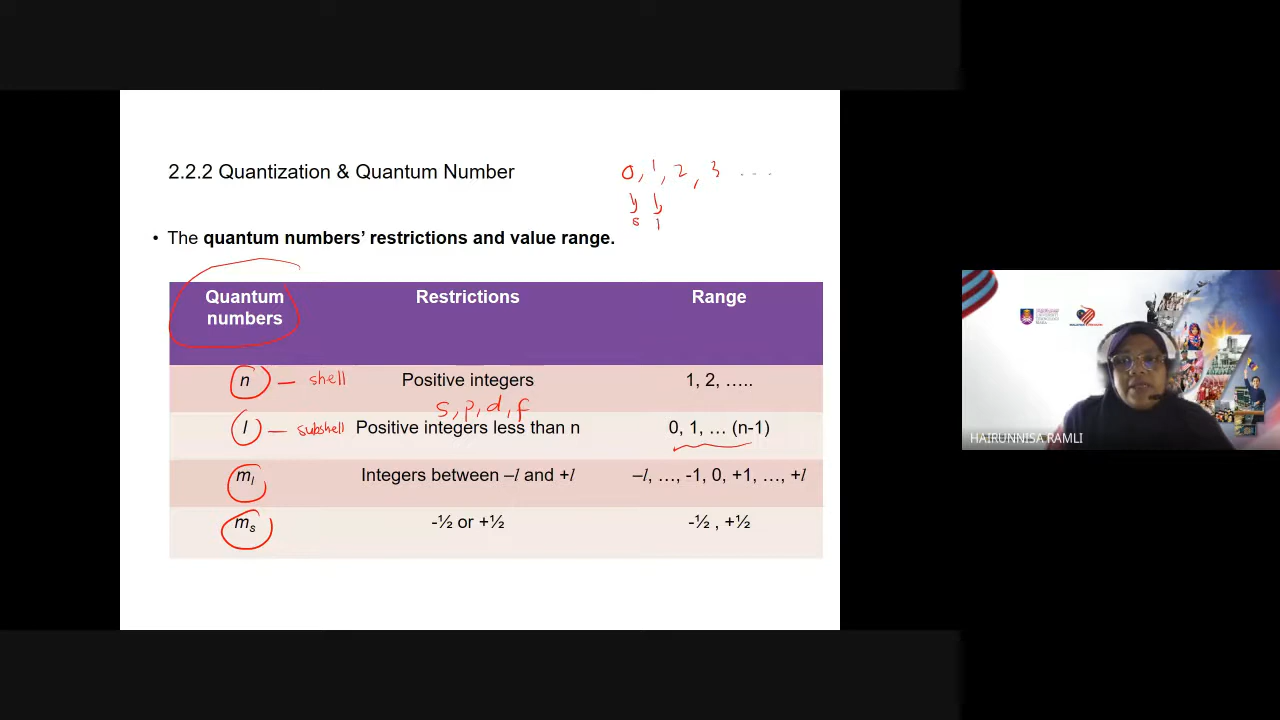 2.2.2 Quantization & Quantum Number
0, 1, 2, 3 ...
1
• The quantum numbers' restrictions and value range.
Quantum numbers Restrictions Range
n – shell Positive integers 1, 2, …..
s, p, d, f
l – subshell Positive integers less than n 0, 1, … (n-1)
ml Integers between –l and +l –l, …, -1, 0, +1, …, +l
ms -½ or +½ -½ , +½
HAIRUNNISA RAMLI